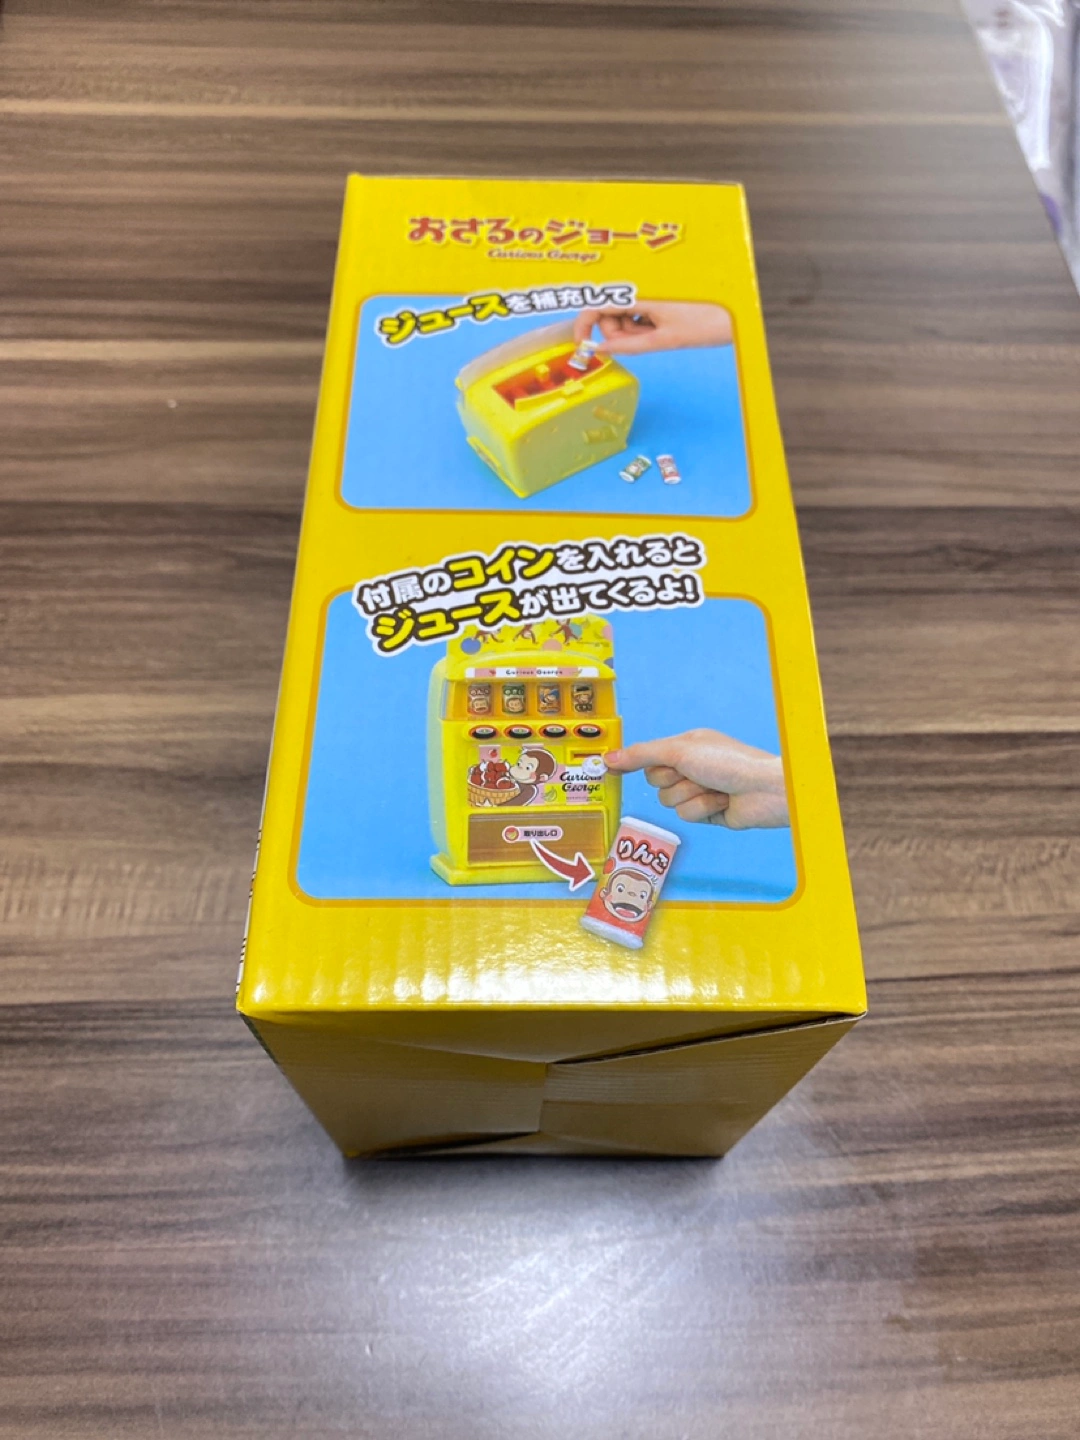 おさるのジョージ
Curious George
ジュースを補充して
付属のコインを入れると
ジュースが出てくるよ!
Curious George
Curious
George
取り出し口
りんご